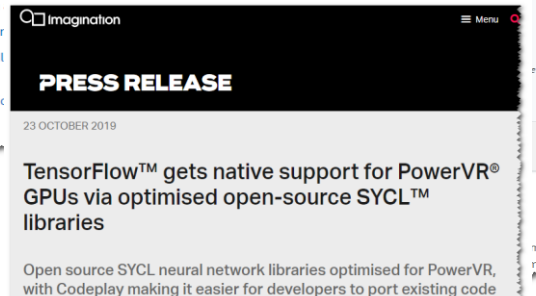 Imagination
Menu
PRESS RELEASE
23 OCTOBER 2019
TensorFlow™ gets native support for PowerVR®
GPUs via optimised open-source SYCL™
libraries
Open source SYCL neural network libraries optimised for PowerVR,
with Codeplay making it easier for developers to port existing code